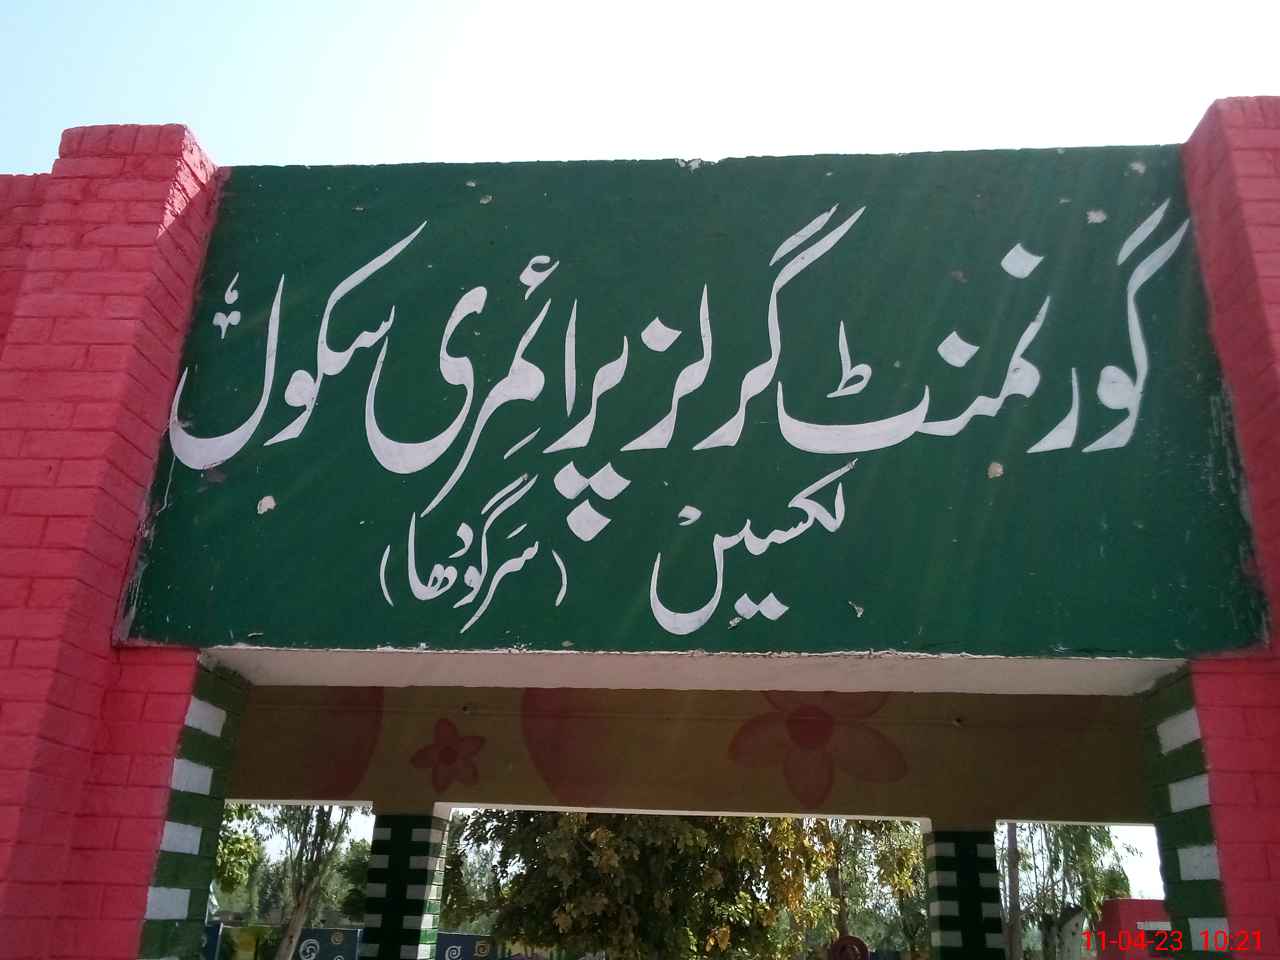 گورنمنٹ گرلز پرائمری سکول
لکسیں (سرگودھا)
11-04-23 10:21